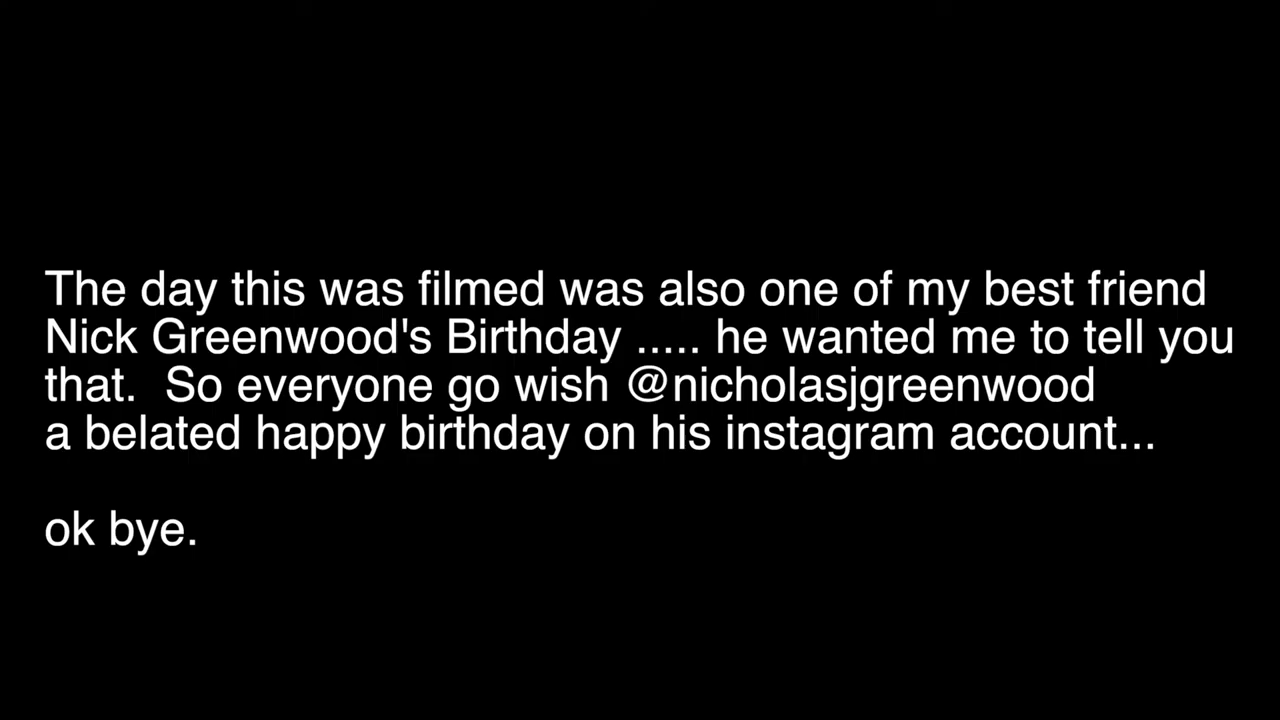 The day this was filmed was also one of my best friend
Nick Greenwood's Birthday ..... he wanted me to tell you
that.  So everyone go wish @nicholasjgreenwood
a belated happy birthday on his instagram account...
ok bye.